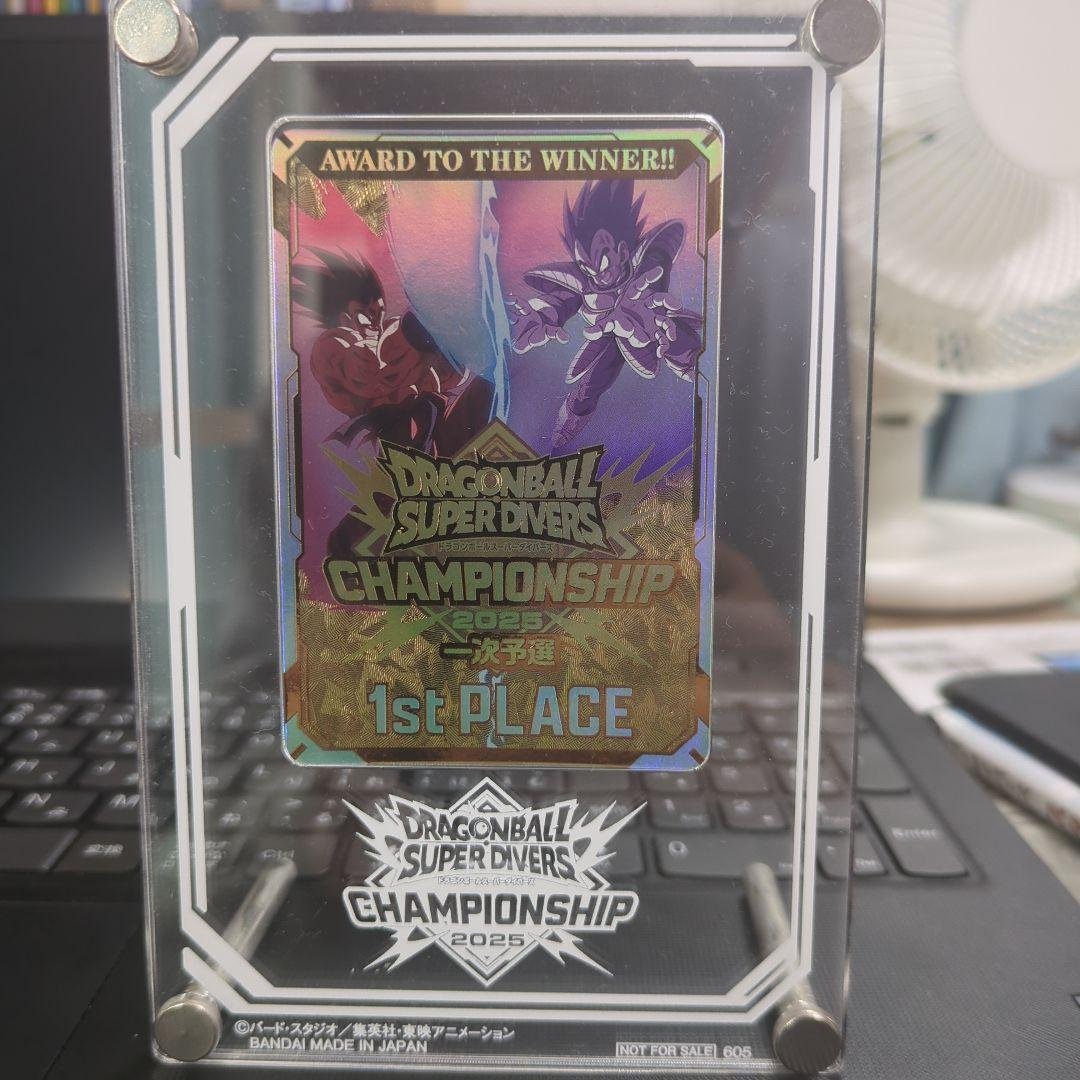 AWARD TO THE WINNER!!
DRAGONBALL
SUPER DIVERS
ドラゴンボールスーパーダイバーズ
CHAMPIONSHIP
2025
一次予選
1st PLACE
DRAGONBALL
SUPER DIVERS
ドラゴンボールスーパーダイバーズ
CHAMPIONSHIP
2025
©バード・スタジオ／集英社・東映アニメーション
BANDAI MADE IN JAPAN
NOT FOR SALE 605
Enter
Ctrl